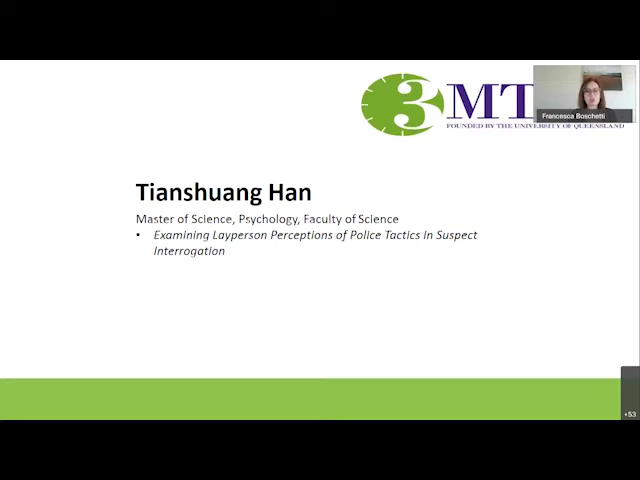 3MT
FOUNDED BY THE UNIVERSITY OF QUEENSLAND
Francesca Boschetti
Tianshuang Han
Master of Science, Psychology, Faculty of Science
• Examining Layperson Perceptions of Police Tactics in Suspect
Interrogation
+53